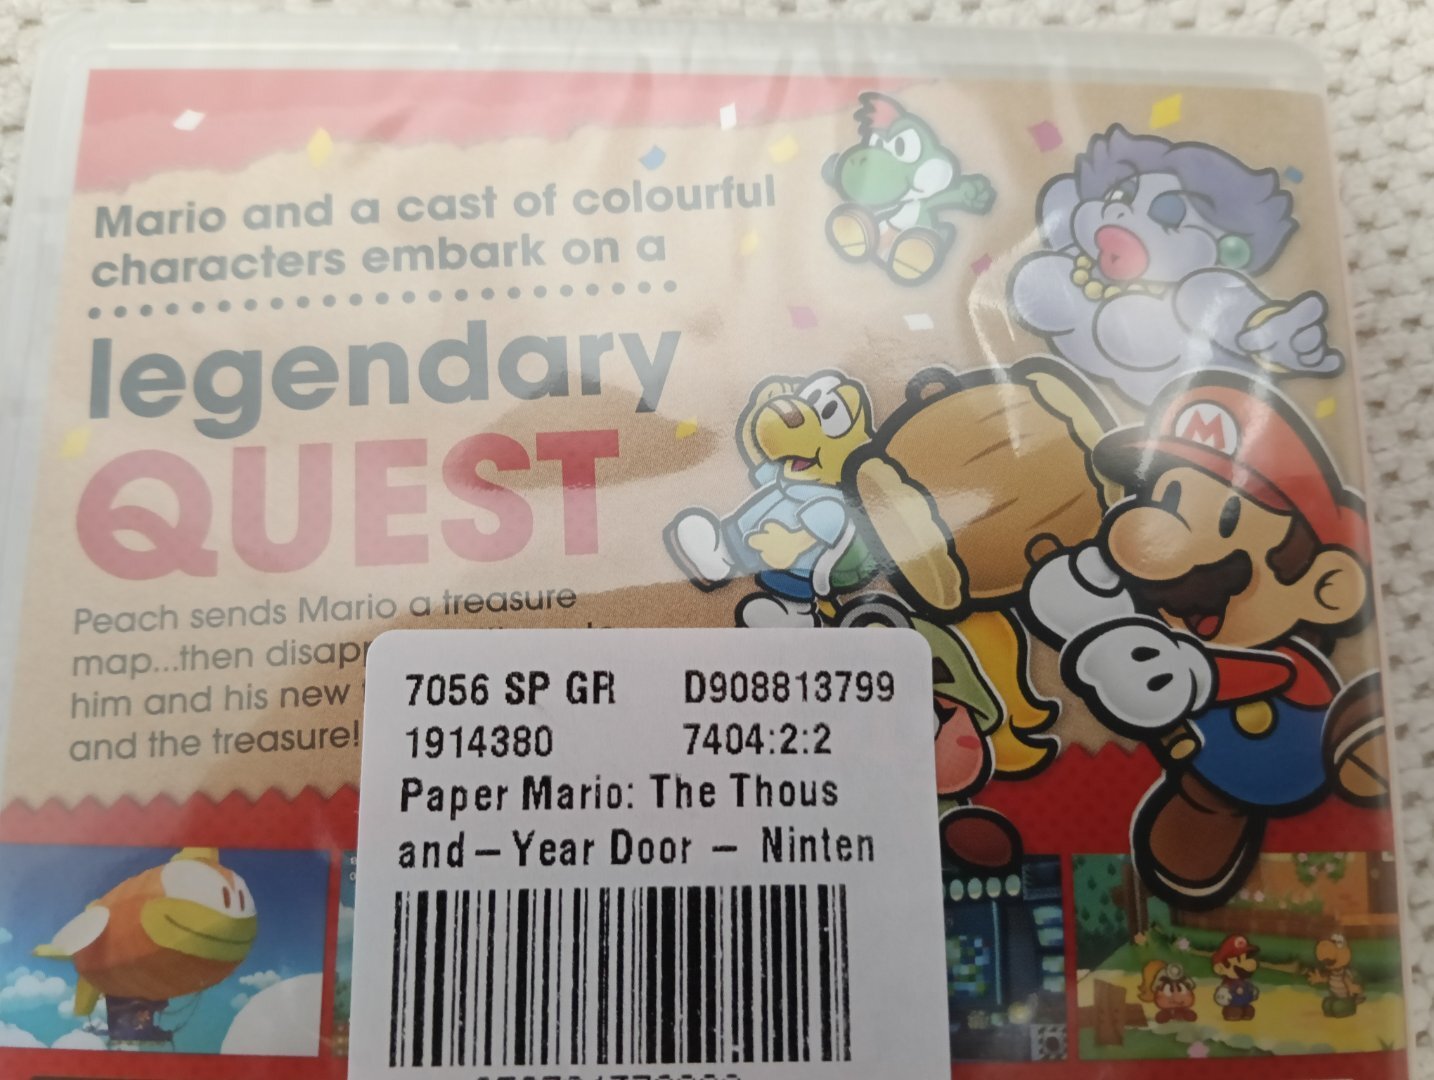 Mario and a cast of colourful
characters embark on a
legendary
QUEST
Peach sends Mario a treasure
map...then
him and his new
and the treasure!
M
7056 SP GR D908813799
1914380 7404:2:2
Paper Mario: The Thous
and – Year Door – Ninten